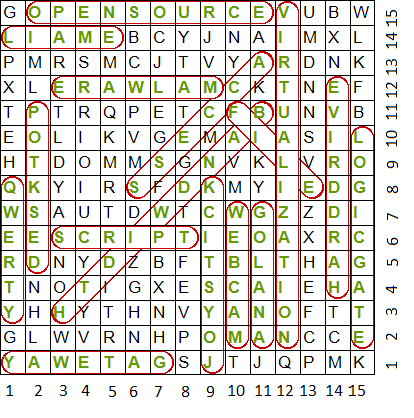 G O P E N S O U R C E V U B W 15
L I A M E B C Y J N A I M X L 14
P M R S M C J T V Y A R D N K 13
X L E R A W L A M C K T N E F 12
T P T R Q P E T C F B U N V B 11
E O L I K V G E M A I A S I L 10
H T D O M M S G N V K L V R O 9
Q K Y I R S F D K M Y I E D G 8
W S A U T D W T C W G Z Z D I 7
E E S C R I P T I E O A X R C 6
R D N Y D Z B F T B L T H A G 5
T N O T I G X E S C A I E H A 4
Y H H Y T H N V Y A N O F T T 3
G L W V R N H P O M A N C C E 2
Y A W E T A G S J T J Q P M K 1
1 2 3 4 5 6 7 8 9 10 11 12 13 14 15